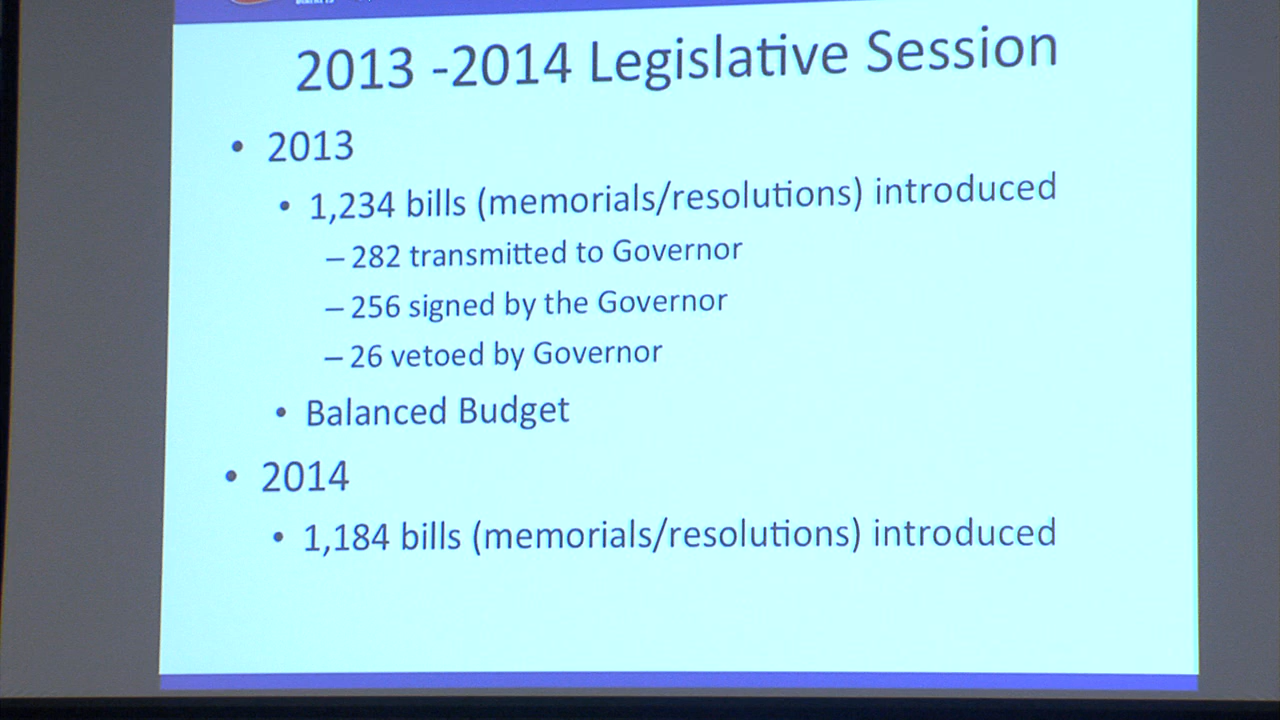 2013 -2014 Legislative Session
• 2013
• 1,234 bills (memorials/resolutions) introduced
– 282 transmitted to Governor
– 256 signed by the Governor
– 26 vetoed by Governor
• Balanced Budget
• 2014
• 1,184 bills (memorials/resolutions) introduced